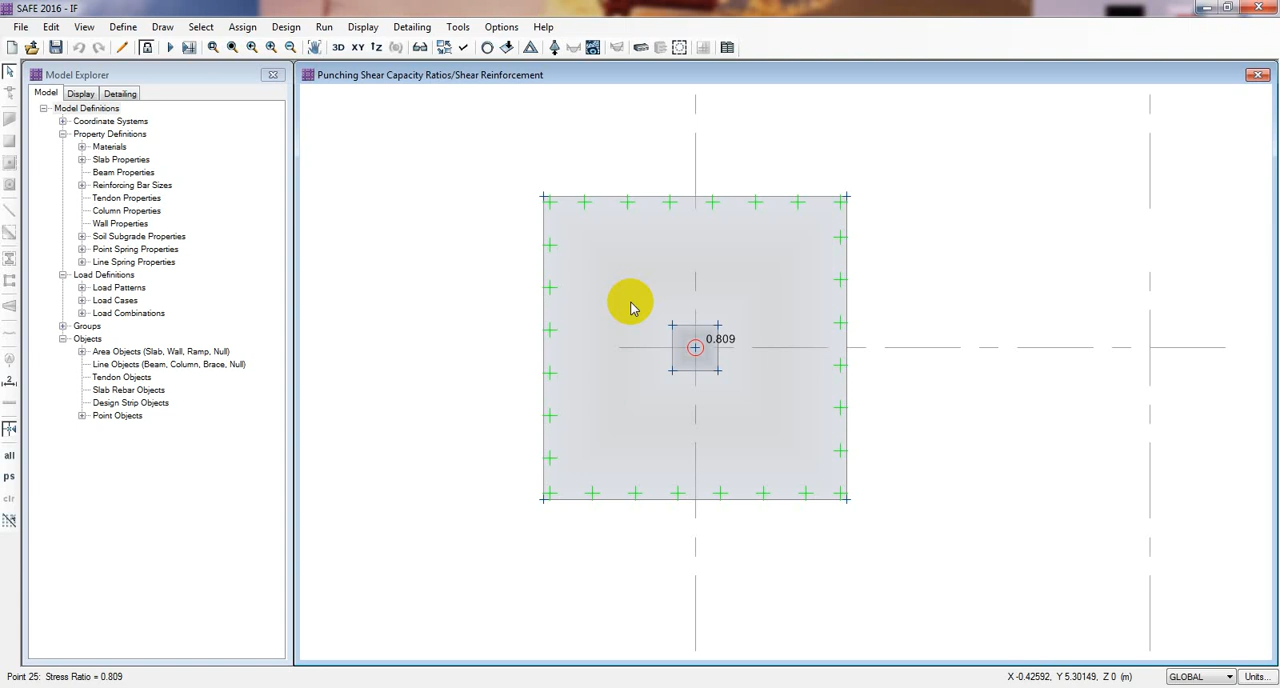 SAFE 2016 - IF
File Edit View Define Draw Select Assign Design Run Display Detailing Tools Options Help
3D XY
Model Explorer
Punching Shear Capacity Ratios/Shear Reinforcement
Model Display Detailing
Model Definitions
Coordinate Systems
Property Definitions
Materials
Slab Properties
Beam Properties
Reinforcing Bar Sizes
Tendon Properties
Column Properties
Wall Properties
Soil Subgrade Properties
Point Spring Properties
Line Spring Properties
Load Definitions
Load Patterns
Load Cases
Load Combinations
Groups
Objects
Area Objects (Slab, Wall, Ramp, Null)
Line Objects (Beam, Column, Brace, Null)
Tendon Objects
Slab Rebar Objects
Design Strip Objects
Point Objects
0.809
all
ps
clr
Point 25: Stress Ratio = 0.809
X -0.42592, Y 5.30149, Z 0 (m)
GLOBAL
Units...